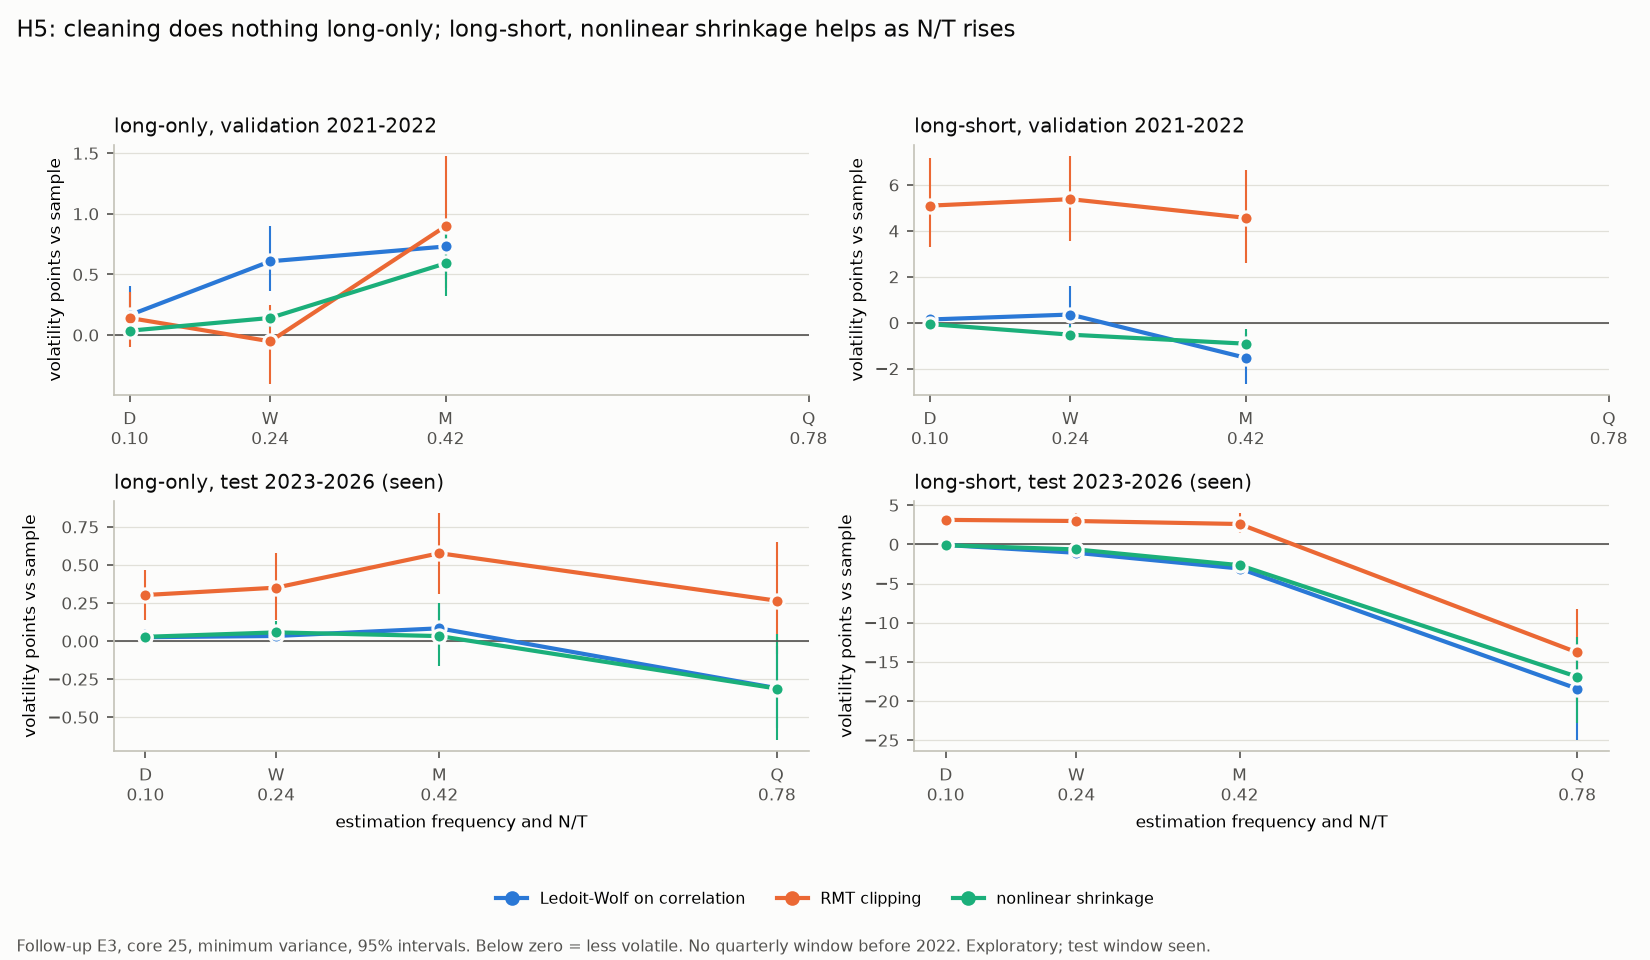 H5: cleaning does nothing long-only; long-short, nonlinear shrinkage helps as N/T rises
long-only, validation 2021-2022
volatility points vs sample
1.5
1.0
0.5
0.0
D
0.10
W
0.24
M
0.42
Q
0.78
long-short, validation 2021-2022
volatility points vs sample
6
4
2
0
−2
D
0.10
W
0.24
M
0.42
Q
0.78
long-only, test 2023-2026 (seen)
volatility points vs sample
0.75
0.50
0.25
0.00
−0.25
−0.50
D
0.10
W
0.24
M
0.42
Q
0.78
estimation frequency and N/T
long-short, test 2023-2026 (seen)
volatility points vs sample
5
0
−5
−10
−15
−20
−25
D
0.10
W
0.24
M
0.42
Q
0.78
estimation frequency and N/T
Ledoit-Wolf on correlation
RMT clipping
nonlinear shrinkage
Follow-up E3, core 25, minimum variance, 95% intervals. Below zero = less volatile. No quarterly window before 2022. Exploratory; test window seen.